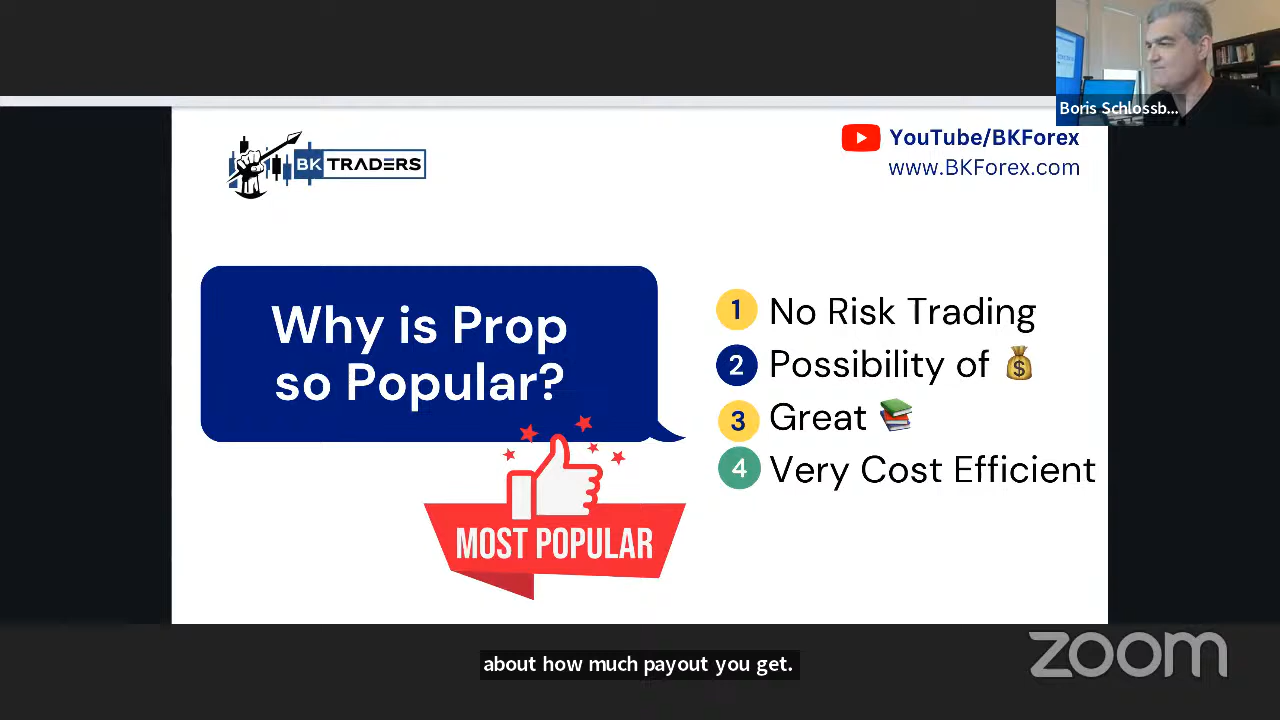 Boris Schlossb...
BK TRADERS
YouTube/BKForex
www.BKForex.com
Why is Prop
so Popular?
1 No Risk Trading
2 Possibility of
3 Great
4 Very Cost Efficient
MOST POPULAR
about how much payout you get.
zoom